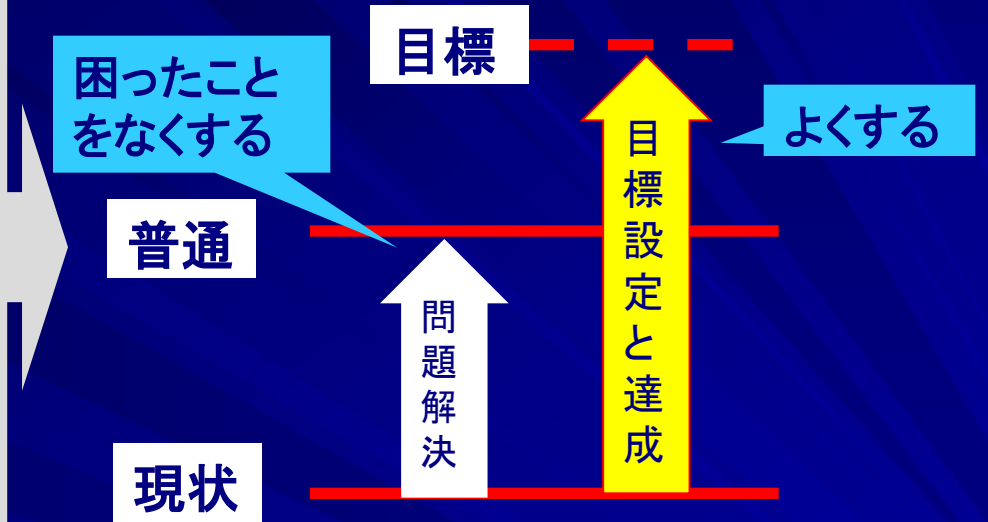 目標
困ったこと
をなくする
よくする
普通
目標設定と達成
問題解決
現状